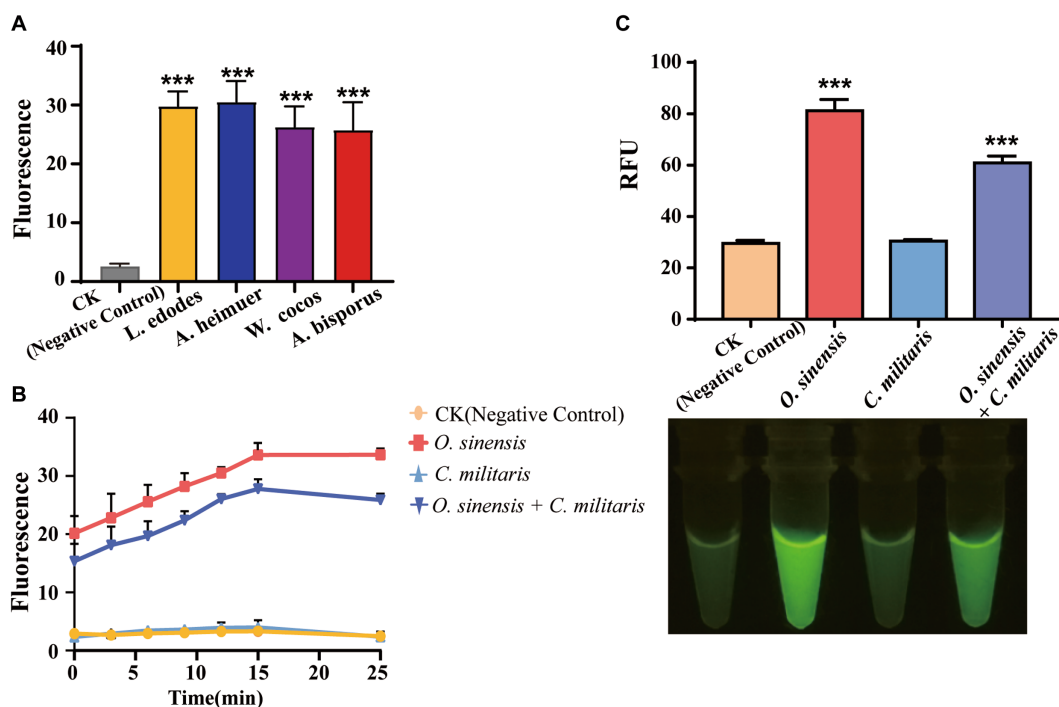 A
40
30
20
10
0
Fluorescence
***
***
***
***
CK
(Negative Control)
L. edodes
A. heimuer
W. cocos
A. bisporus
B
40
30
20
10
0
Fluorescence
0
5
10
15
20
25
Time(min)
CK(Negative Control)
O. sinensis
C. militaris
O. sinensis + C. militaris
C
100
80
60
40
20
0
RFU
***
***
CK
(Negative Control)
O. sinensis
C. militaris
O. sinensis
+ C. militaris